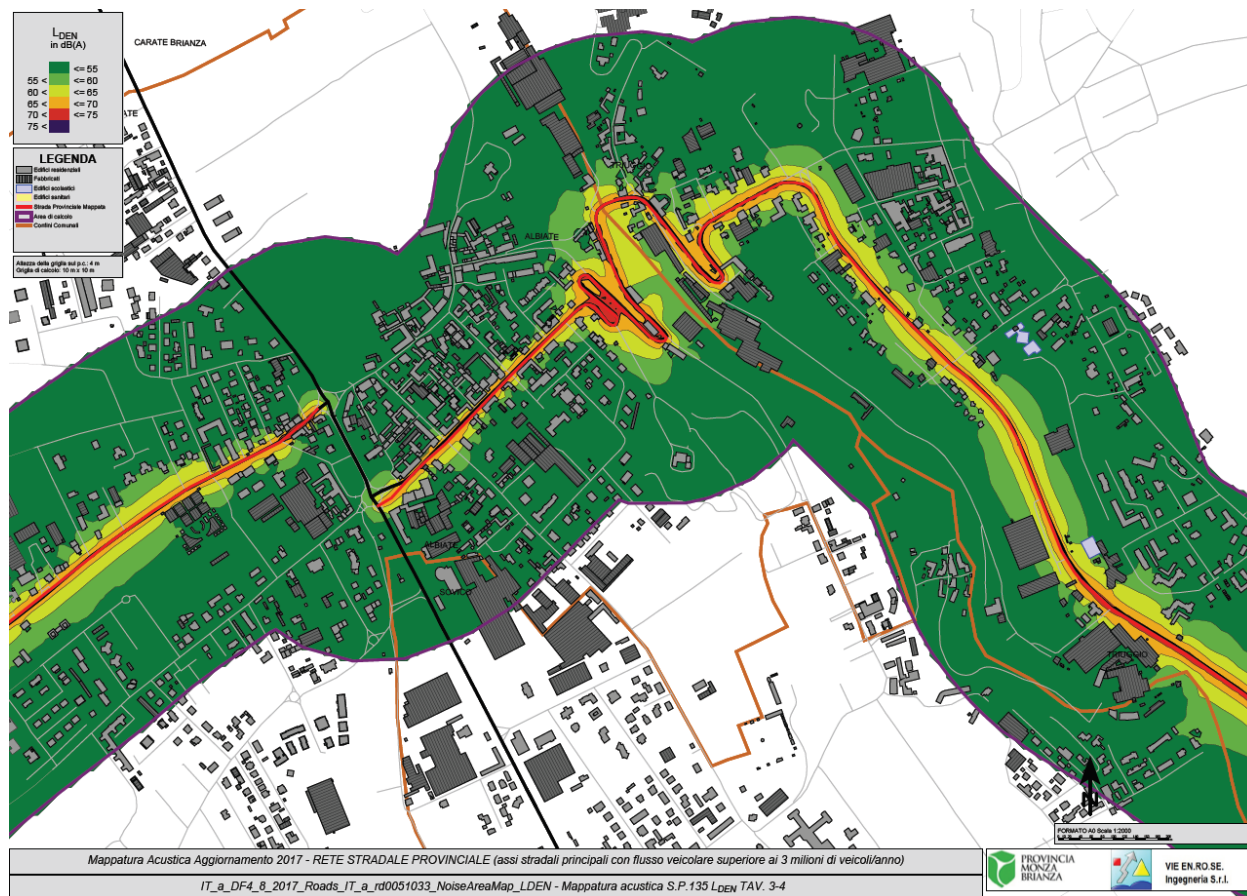 L DEN
in dB(A)
<= 55
55 < <= 60
60 < <= 65
65 < <= 70
70 < <= 75
75 <
LEGENDA
Edifici residenziali
Fabbricati
Edifici scolastici
Edifici sanitari
Strada Provinciale Mappata
Area di calcolo
Confini Comunali
Altezza della griglia sul p.c.: 4 m
Griglia di calcolo: 10 m x 10 m
CARATE BRIANZA
ALBIATE
ALBIATE
SOVICO
TRIUGGIO
N
FORMATO A0 Scale 1:2000
Mappatura Acustica Aggiornamento 2017 - RETE STRADALE PROVINCIALE (assi stradali principali con flusso veicolare superiore ai 3 milioni di veicoli/anno)
IT_a_DF4_8_2017_Roads_IT_a_rd0051033_NoiseAreaMap_LDEN - Mappatura acustica S.P.135 LDEN TAV. 3-4
PROVINCIA
MONZA
BRIANZA
VIE EN.RO.SE.
Ingegneria S.r.l.